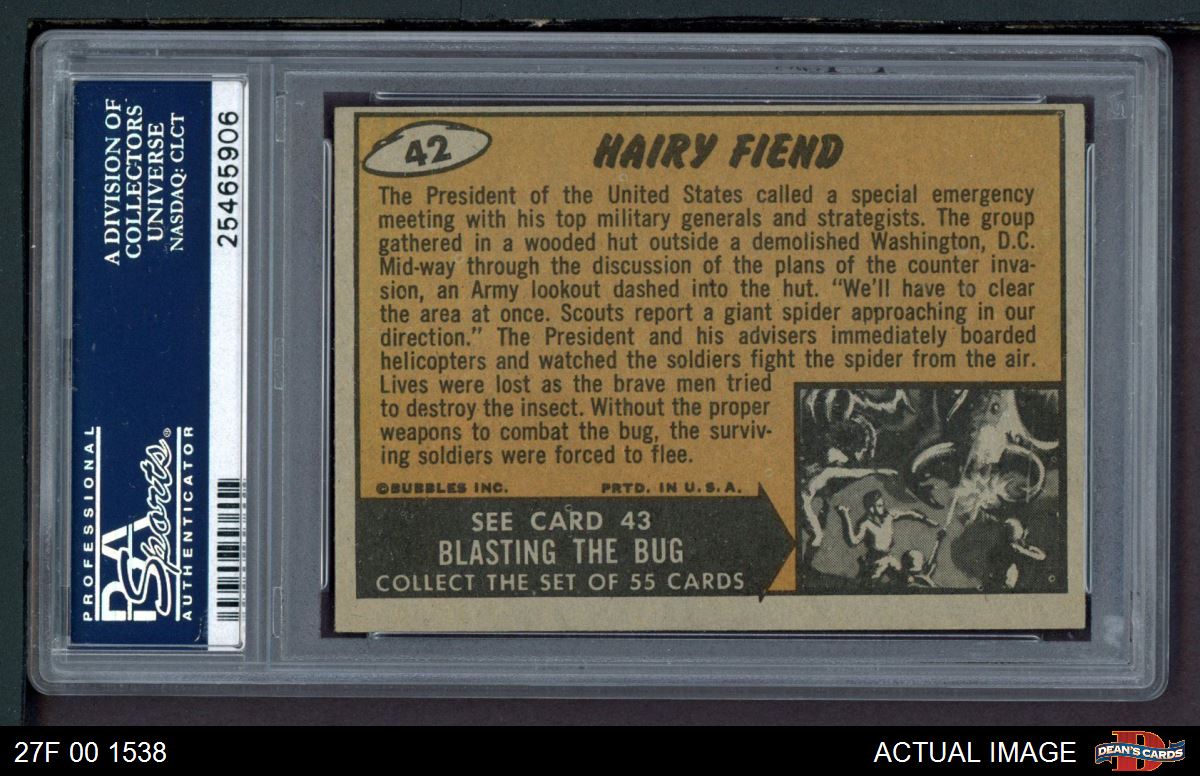 A DIVISION OF
COLLECTORS
UNIVERSE
NASDAQ: CLCT
25465906
PROFESSIONAL
PSA
Sports®
AUTHENTICATOR
42
HAIRY FIEND
The President of the United States called a special emergency
meeting with his top military generals and strategists. The group
gathered in a wooded hut outside a demolished Washington, D.C.
Mid-way through the discussion of the plans of the counter inva-
sion, an Army lookout dashed into the hut. "We'll have to clear
the area at once. Scouts report a giant spider approaching in our
direction." The President and his advisers immediately boarded
helicopters and watched the soldiers fight the spider from the air.
Lives were lost as the brave men tried
to destroy the insect. Without the proper
weapons to combat the bug, the surviv-
ing soldiers were forced to flee.
©BUBBLES INC. PRTD. IN U.S.A.
SEE CARD 43
BLASTING THE BUG
COLLECT THE SET OF 55 CARDS
27F 00 1538
ACTUAL IMAGE
DEAN'S CARDS